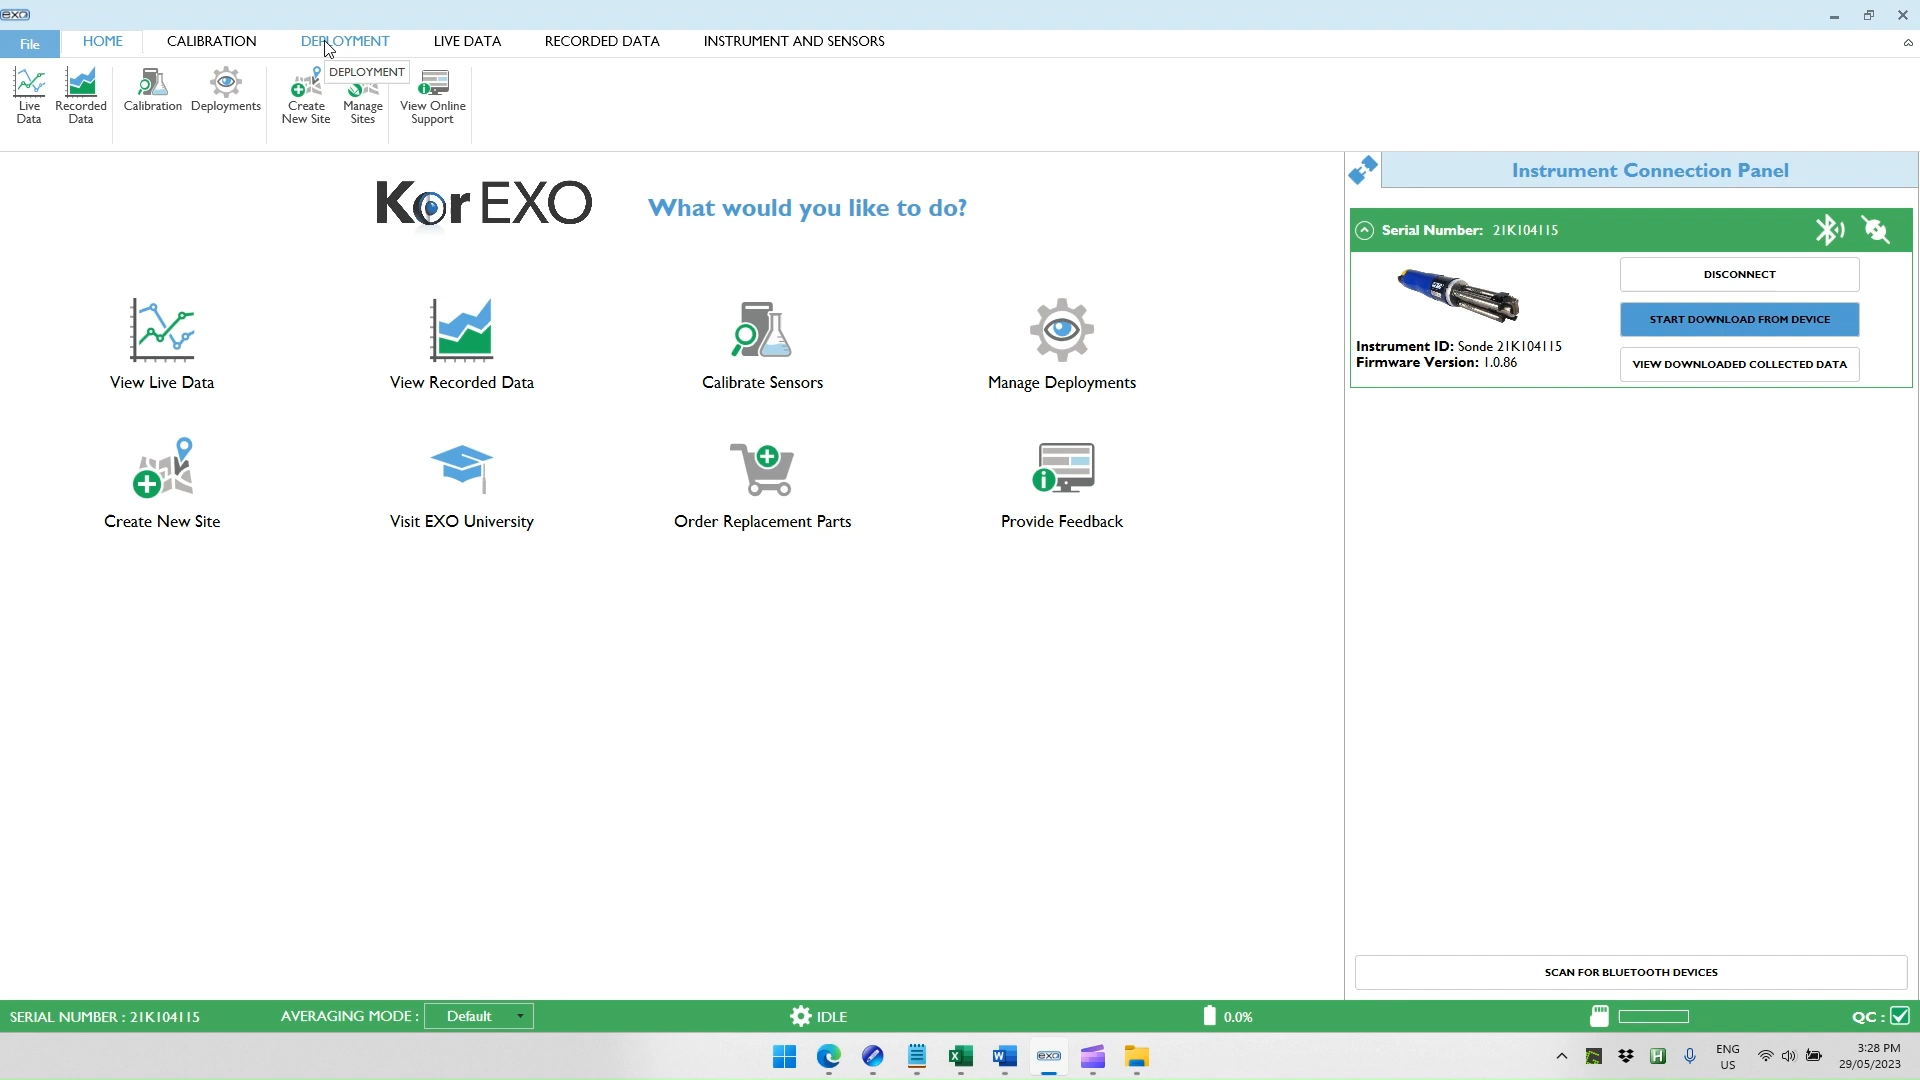 exo
File
HOME
CALIBRATION
DEPLOYMENT
LIVE DATA
RECORDED DATA
INSTRUMENT AND SENSORS
DEPLOYMENT
Live
Data
Recorded
Data
Calibration
Deployments
Create
New Site
Manage
Sites
View Online
Support
Kor EXO
What would you like to do?
View Live Data
View Recorded Data
Calibrate Sensors
Manage Deployments
Create New Site
Visit EXO University
Order Replacement Parts
Provide Feedback
Instrument Connection Panel
Serial Number: 21K104115
DISCONNECT
START DOWNLOAD FROM DEVICE
Instrument ID: Sonde 21K104115
Firmware Version: 1.0.86
VIEW DOWNLOADED COLLECTED DATA
SCAN FOR BLUETOOTH DEVICES
SERIAL NUMBER : 21K104115
AVERAGING MODE :
Default
IDLE
0.0%
QC :
exo
ENG
US
3:28 PM
29/05/2023